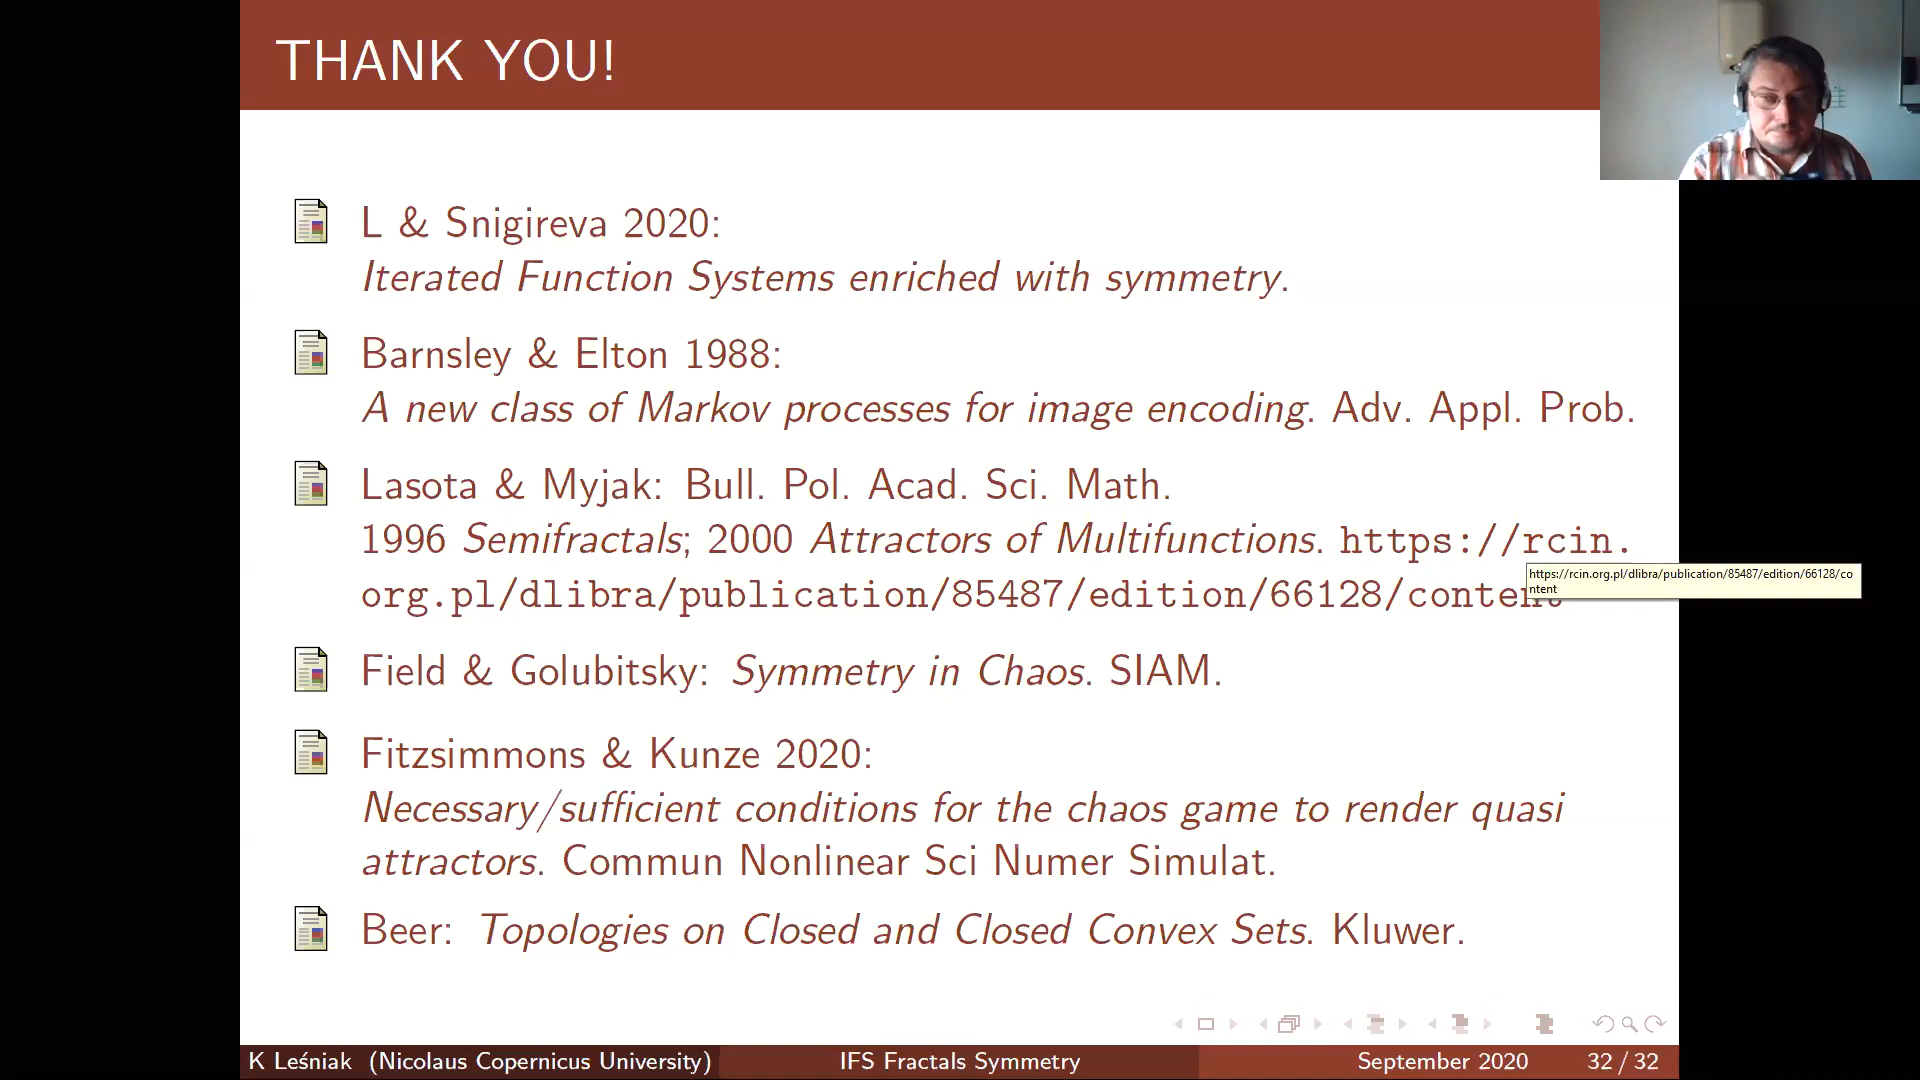 THANK YOU!
L & Snigireva 2020:
Iterated Function Systems enriched with symmetry.
Barnsley & Elton 1988:
A new class of Markov processes for image encoding. Adv. Appl. Prob.
Lasota & Myjak: Bull. Pol. Acad. Sci. Math.
1996 Semifractals; 2000 Attractors of Multifunctions. https://rcin.
org.pl/dlibra/publication/85487/edition/66128/content
https://rcin.org.pl/dlibra/publication/85487/edition/66128/co
ntent
Field & Golubitsky: Symmetry in Chaos. SIAM.
Fitzsimmons & Kunze 2020:
Necessary/sufficient conditions for the chaos game to render quasi
attractors. Commun Nonlinear Sci Numer Simulat.
Beer: Topologies on Closed and Closed Convex Sets. Kluwer.
K Leśniak (Nicolaus Copernicus University) IFS Fractals Symmetry September 2020 32 / 32